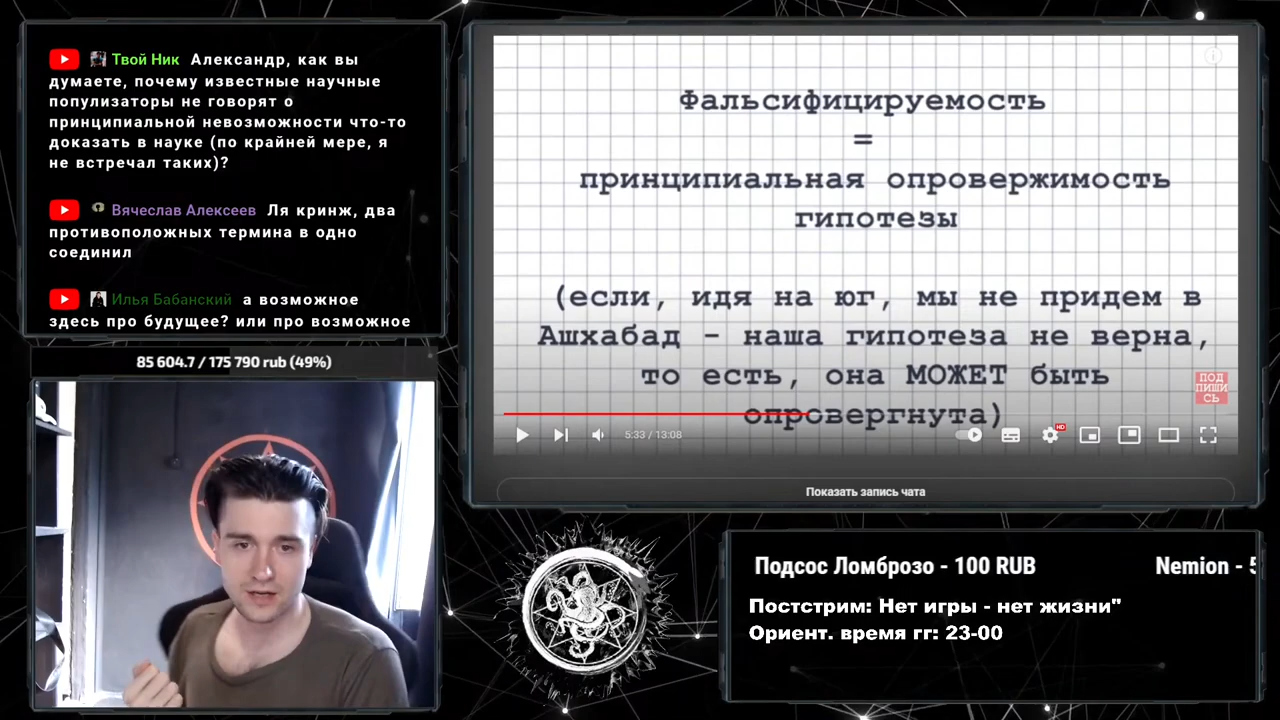 Твой Ник Александр, как вы
думаете, почему известные научные
популизаторы не говорят о
принципиальной невозможности что-то
доказать в науке (по крайней мере, я
не встречал таких)?
Вячеслав Алексеев Ля кринж, два
противоположных термина в одно
соединил
Илья Бабанский а возможное
здесь про будущее? или про возможное
85 604.7 / 175 790 rub (49%)
Фальсифицируемость
=
принципиальная опровержимость
гипотезы
(если, идя на юг, мы не придем в
Ашхабад - наша гипотеза не верна,
то есть, она МОЖЕТ быть
опровергнута)
ПОД
ПИШИ
СЬ
5:33 / 13:08
HD
Показать запись чата
Подсос Ломброзо - 100 RUB Nemion - 5
Постстрим: Нет игры - нет жизни"
Ориент. время гг: 23-00